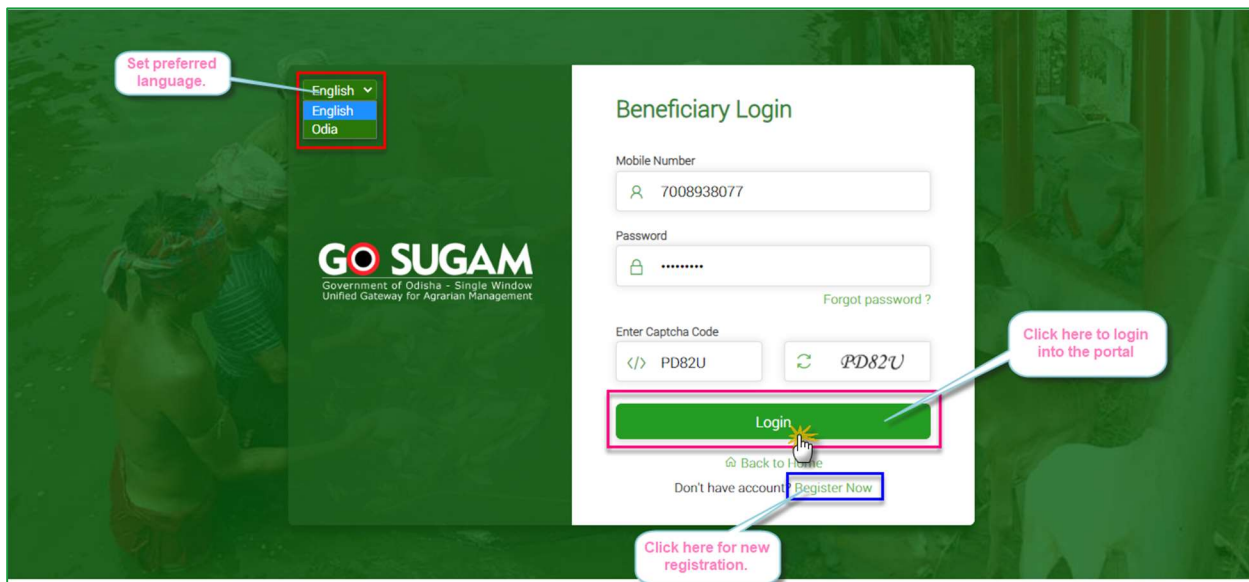 Set preferred
language.
English
English
Odia
GO SUGAM
Government of Odisha - Single Window
Unified Gateway for Agrarian Management
Beneficiary Login
Mobile Number
7008938077
Password
•••••••••
Forgot password ?
Enter Captcha Code
</> PD82U
PD82U
Click here to login
into the portal
Login
Back to Home
Don't have account? Register Now
Click here for new
registration.